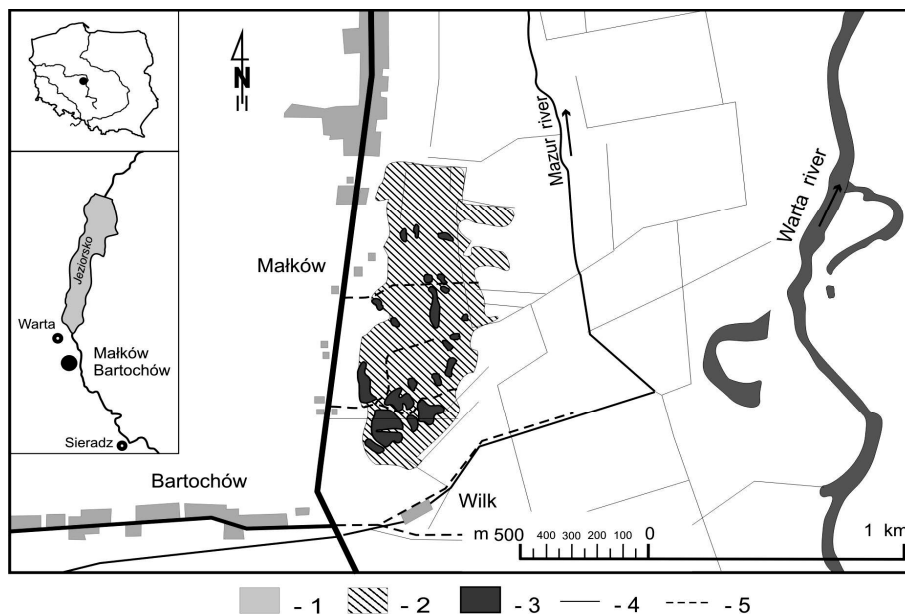 N
Mazur river
Warta river
Małków
Jeziorsko
Warta
Małków
Bartochów
Sieradz
Bartochów
Wilk
m 500 400 300 200 100 0 1 km
- 1 - 2 - 3 - 4 - 5